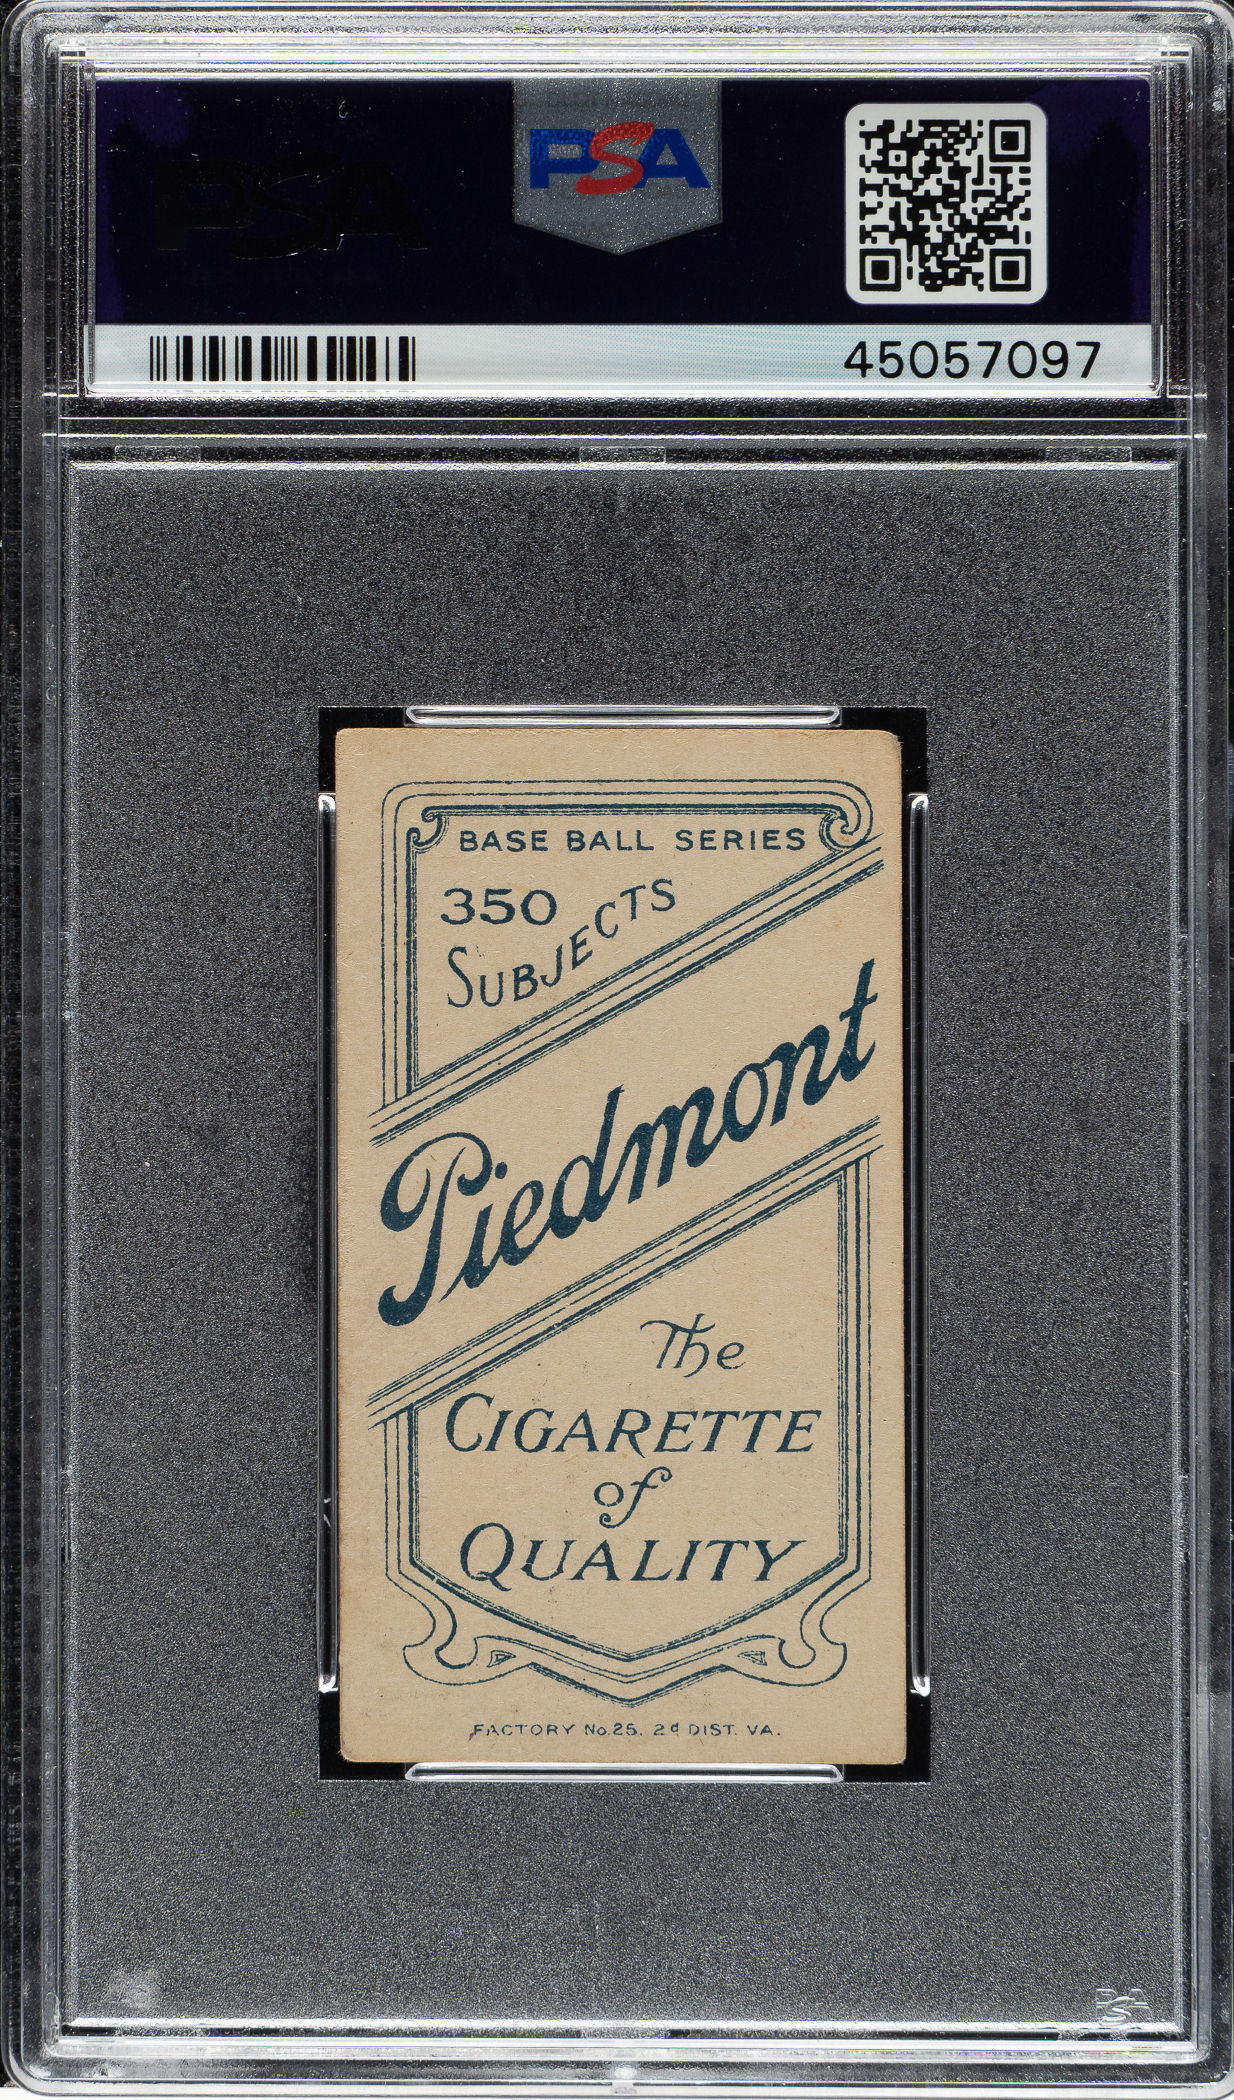 PSA
PSA
45057097
BASE BALL SERIES
350
SUBJECTS
Piedmont
The
CIGARETTE
of
QUALITY
FACTORY No. 25. 2d DIST. VA.
PSA